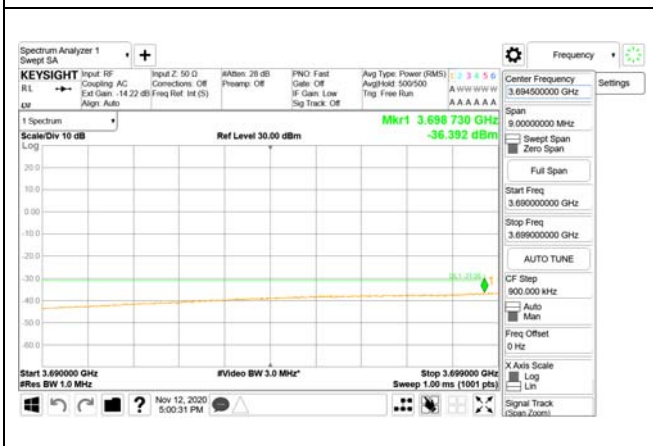 Spectrum Analyzer 1
Swept SA
Frequency
KEYSIGHT
RL
Input: RF
Coupling: AC
Ext Gain: -14.22 dB
Align: Auto
Input Z: 50 Ω
Corrections: Off
Freq Ref: Int (S)
#Atten: 28 dB
Preamp: Off
PNO: Fast
Gate: Off
IF Gain: Low
Sig Track: Off
Avg Type: Power (RMS)
Avg|Hold: 500/500
Trig: Free Run
1 2 3 4 5 6
A W W W W W
A A A A A A
1 Spectrum
Scale/Div 10 dB
Log
Ref Level 30.00 dBm
Mkr1 3.698 730 GHz
-36.392 dBm
20.0
10.0
0.00
-10.0
-20.0
-30.0
-40.0
-50.0
-60.0
1
Start 3.690000 GHz
#Res BW 1.0 MHz
#Video BW 3.0 MHz*
Stop 3.699000 GHz
Sweep 1.00 ms (1001 pts)
Nov 12, 2020
5:00:31 PM
Center Frequency
3.694500000 GHz
Settings
Span
9.00000000 MHz
Swept Span
Zero Span
Full Span
Start Freq
3.690000000 GHz
Stop Freq
3.699000000 GHz
AUTO TUNE
CF Step
900.000 kHz
Auto
Man
Freq Offset
0 Hz
X Axis Scale
Log
Lin
Signal Track
(Span Zoom)